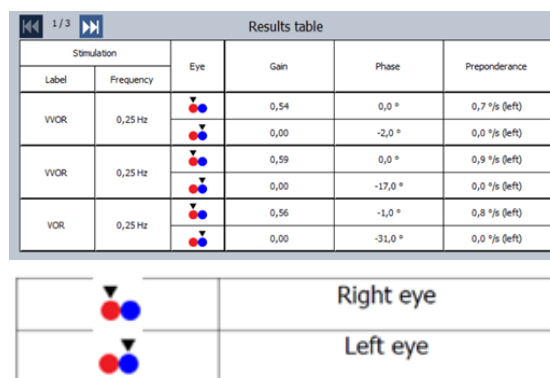 1/3 Results table
Stimulation Eye Gain Phase Preponderance
Label Frequency
VVOR 0,25 Hz 0,54 0,0 ° 0,7 °/s (left)
0,00 -2,0 ° 0,0 °/s (left)
VVOR 0,25 Hz 0,59 0,0 ° 0,9 °/s (left)
0,00 -17,0 ° 0,0 °/s (left)
VOR 0,25 Hz 0,56 -1,0 ° 0,8 °/s (left)
0,00 -31,0 ° 0,0 °/s (left)
Right eye
Left eye